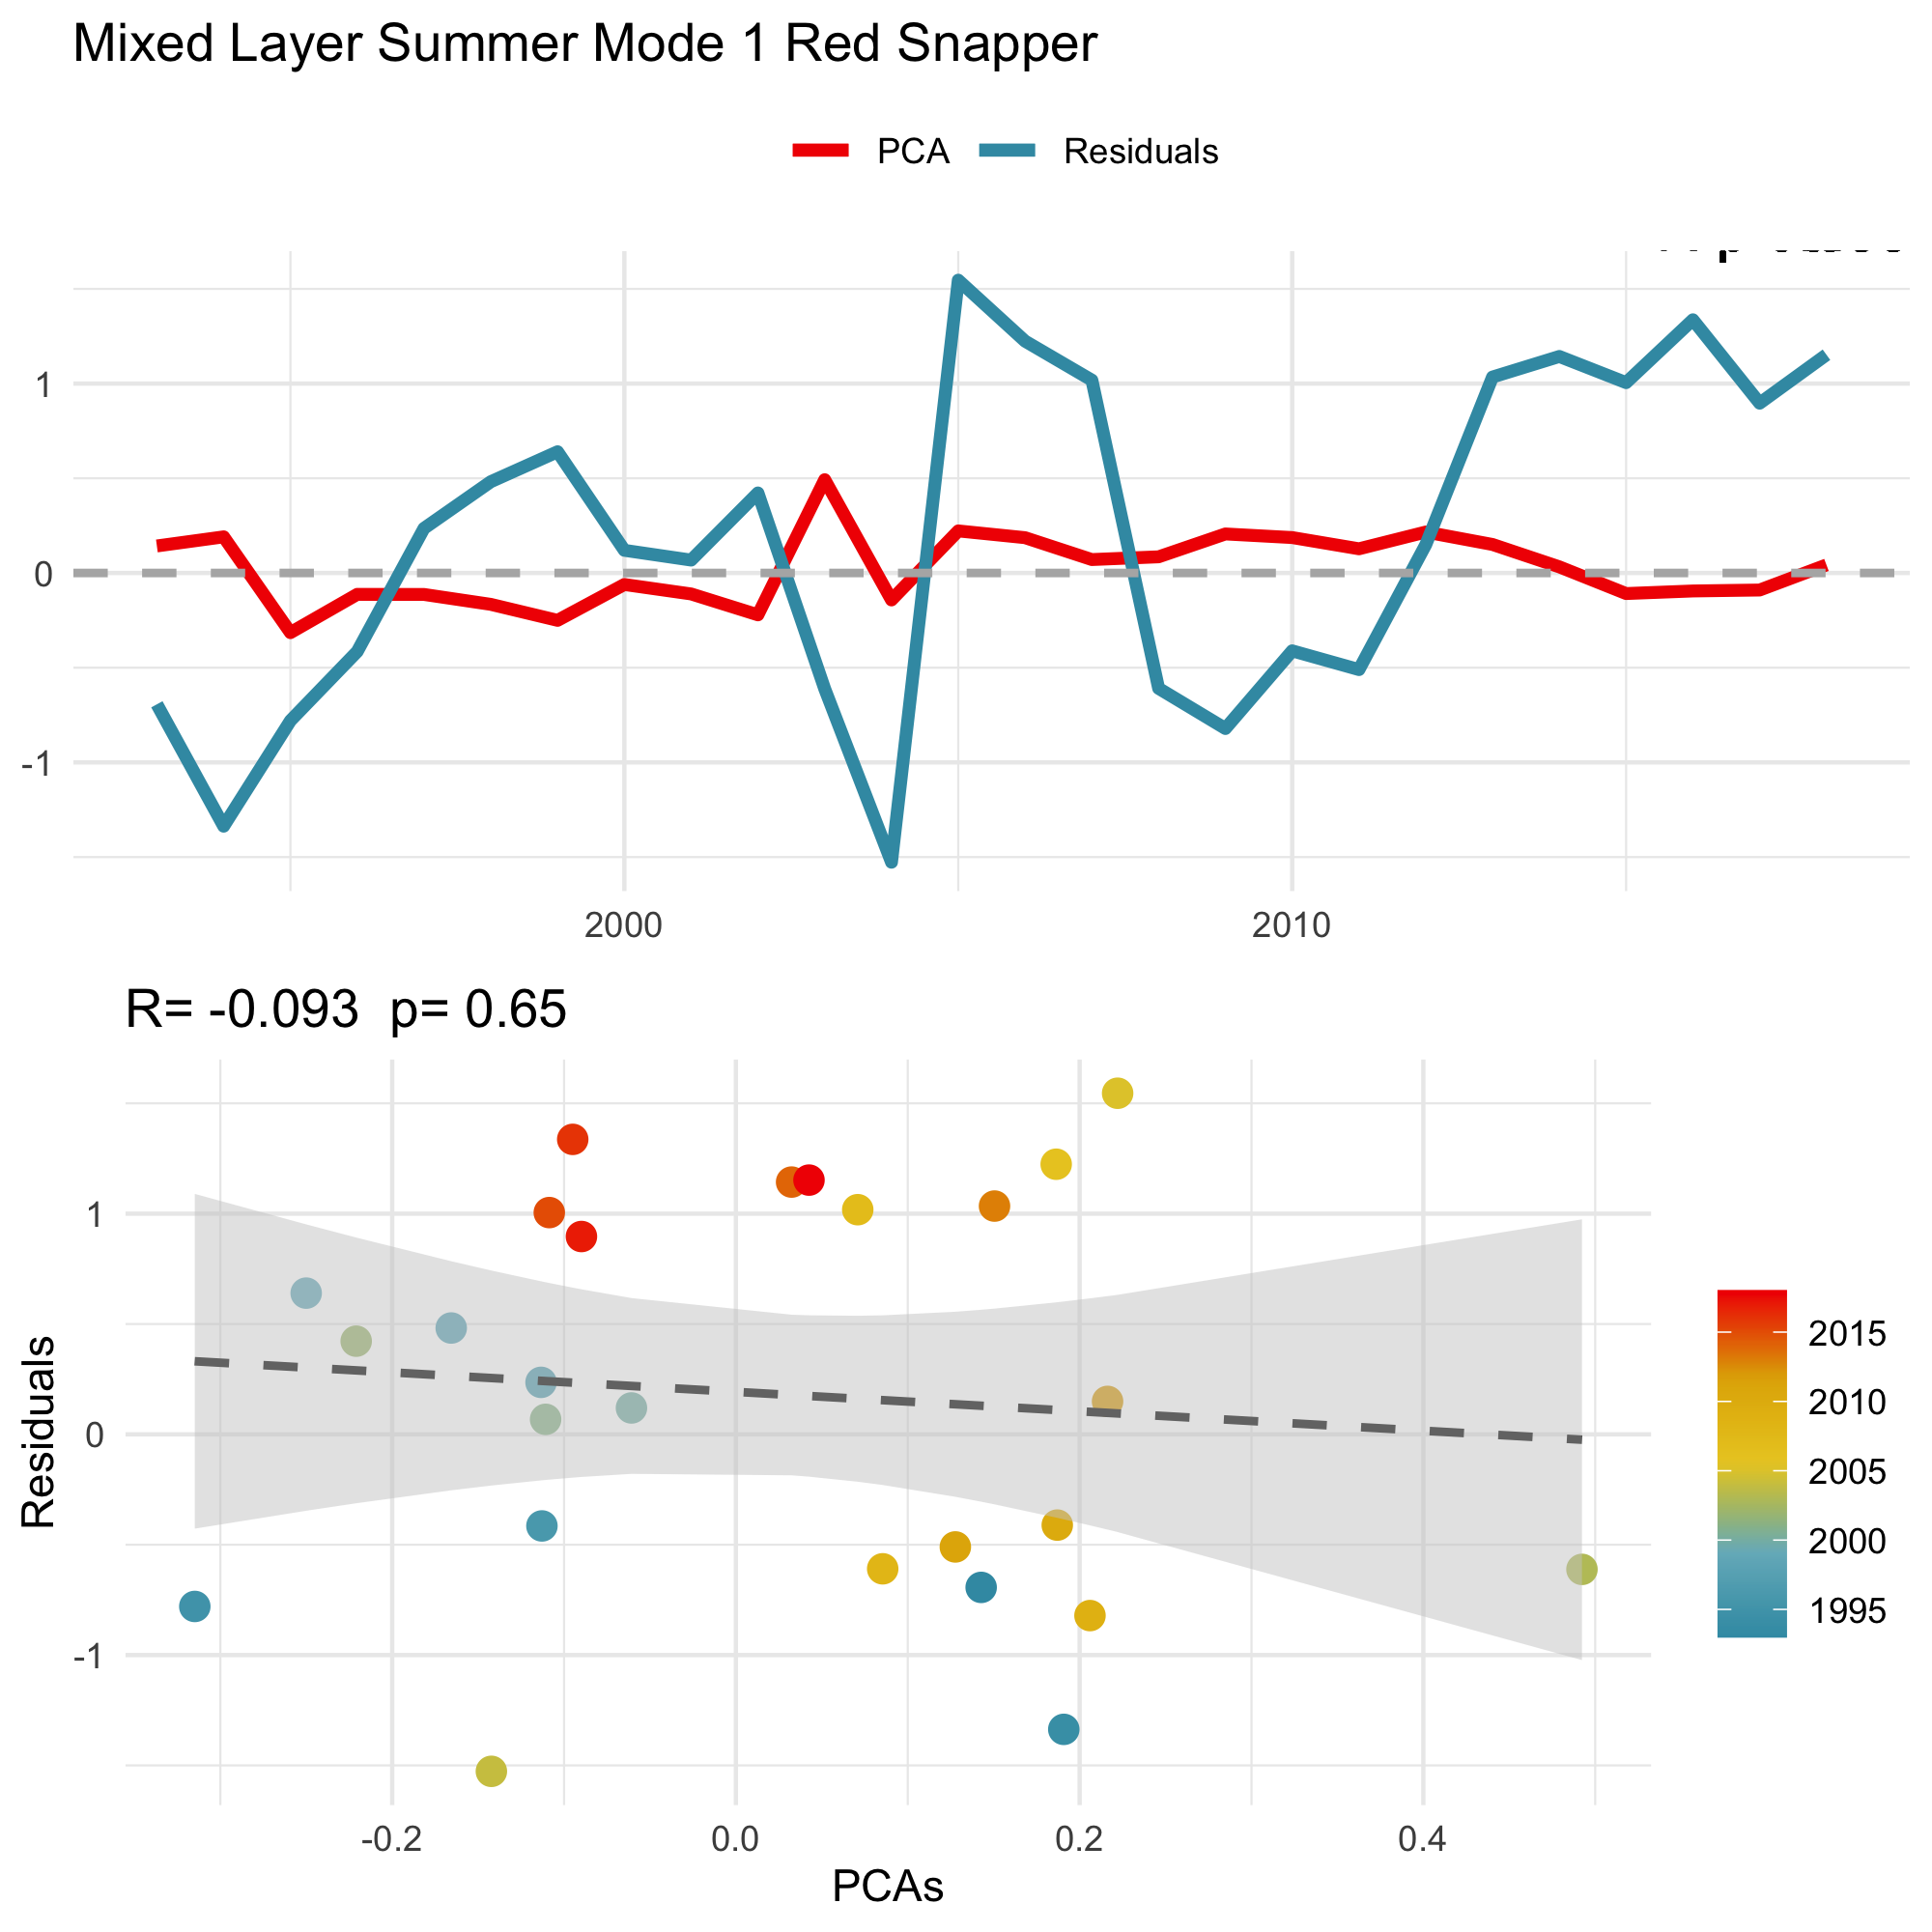 Mixed Layer Summer Mode 1 Red Snapper
PCA Residuals
1
0
-1
2000 2010
R= -0.093 p= 0.65
Residuals
1
0
-1
-0.2 0.0 0.2 0.4
PCAs
2015
2010
2005
2000
1995